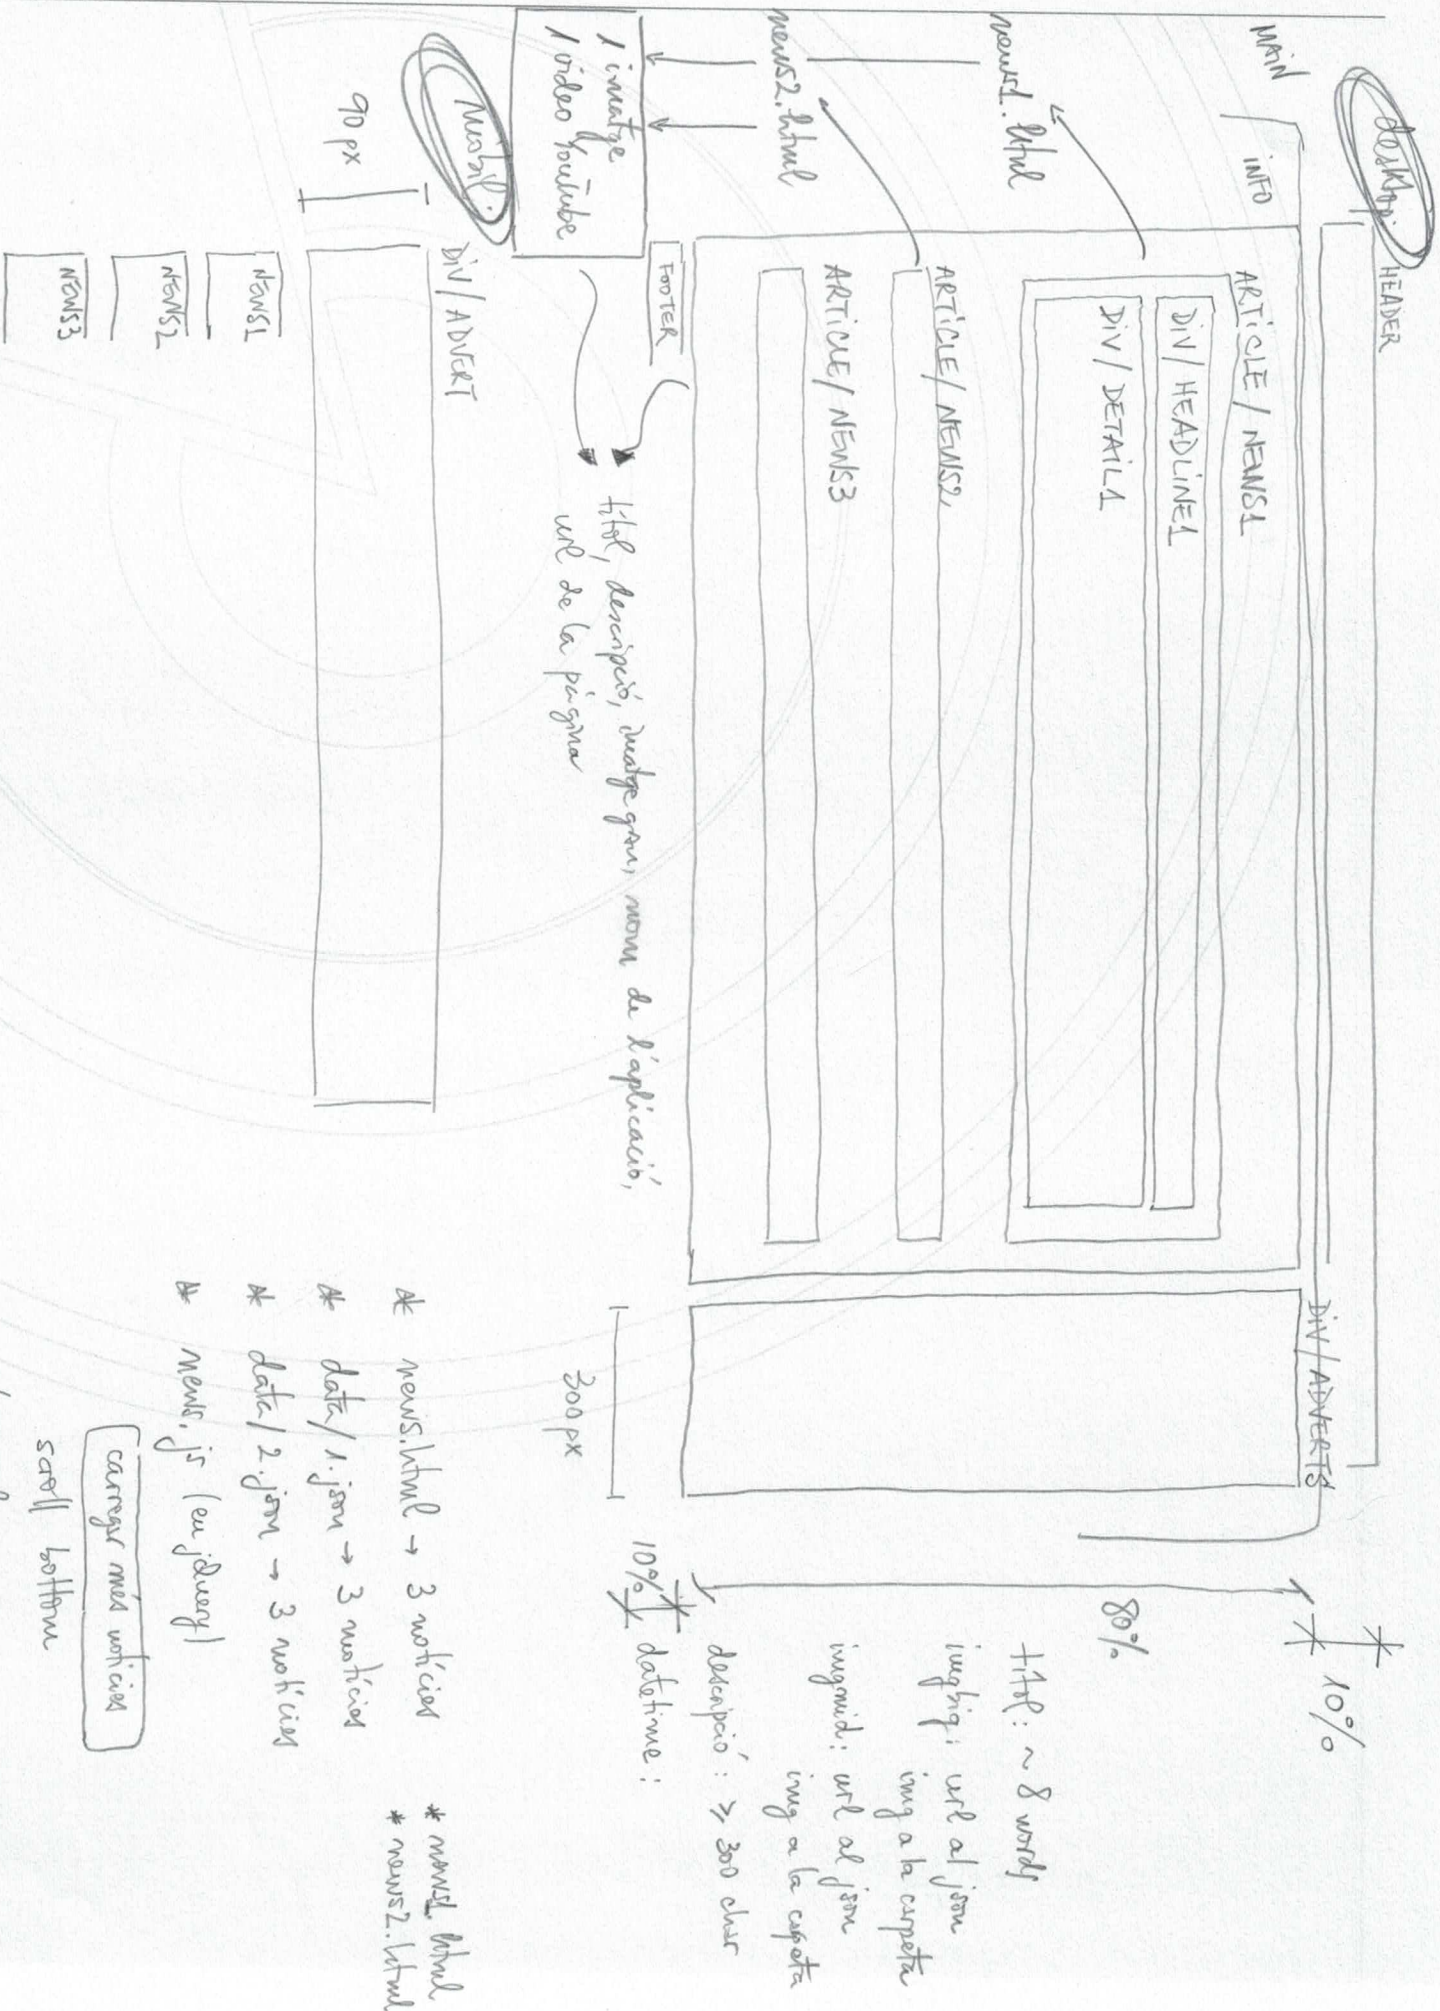 desktop.
HEADER
MAIN
INFO
DIV/ADVERTS
10%
ARTICLE/NEWS1
DIV/HEADLINE1
DIV/DETAIL1
news1.html
80%
títol: ~ 8 words
imgbig: url al json
img a la carpeta
imgmid: url al json
img a la carpeta
descripció: ≥ 300 char
datetime:
ARTICLE/NEWS2
news2.html
ARTICLE/NEWS3
FOOTER
10%
1 imatge
1 video Youtube
títol, descripció, imatge gran, nom de l'aplicació,
url de la página
300px
mòbil.
DIV/ADVERT
90px
NEWS1
NEWS2
NEWS3
* news.html → 3 notícies
* data/1.json → 3 notícies
* data/2.json → 3 notícies
* news.js (en jQuery)
* news1.html
* news2.html
carregar més notícies
scroll bottom